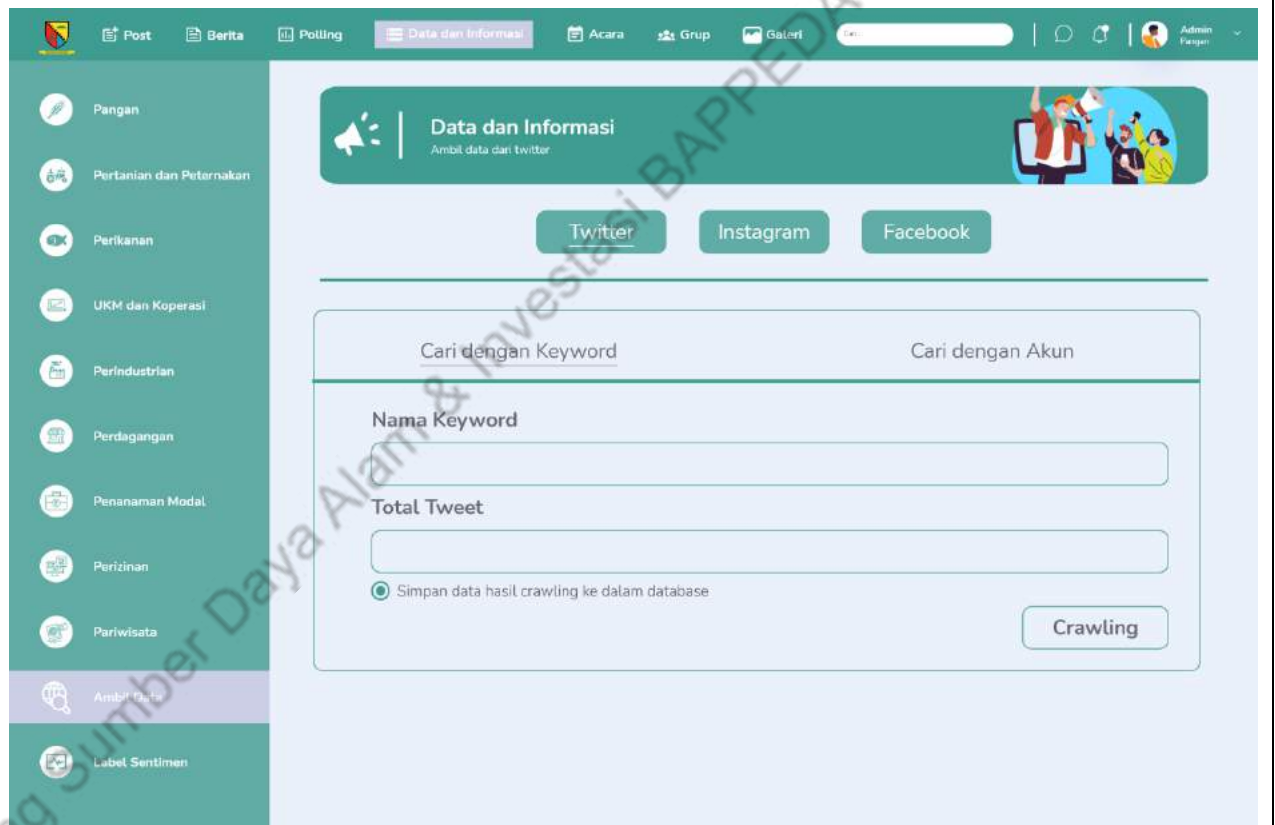 Post
Berita
Polling
Data dan Informasi
Acara
Grup
Galeri
Cari...
Admin
Pangan
Pangan
Pertanian dan Peternakan
Perikanan
UKM dan Koperasi
Perindustrian
Perdagangan
Penanaman Modal
Perizinan
Pariwisata
Ambil Data
Label Sentimen
Data dan Informasi
Ambil data dari twitter
Twitter
Instagram
Facebook
Cari dengan Keyword
Cari dengan Akun
Nama Keyword
Total Tweet
Simpan data hasil crawling ke dalam database
Crawling
Sumber Daya Alam & Investasi BAPPEDA